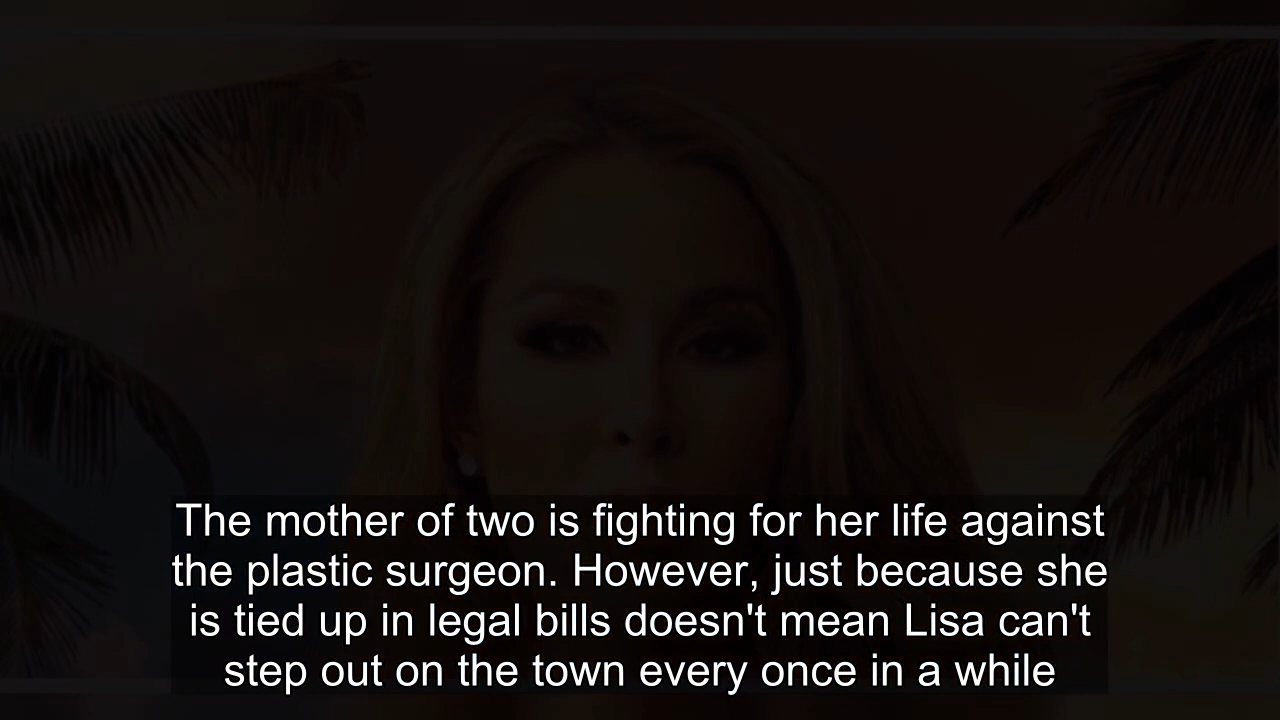 The mother of two is fighting for her life against
the plastic surgeon. However, just because she
is tied up in legal bills doesn't mean Lisa can't
step out on the town every once in a while